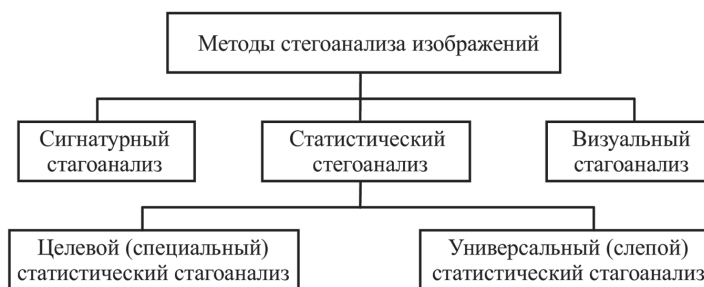 Методы стегоанализа изображений
Сигнатурный
стагоанализ
Статистический
стегоанализ
Визуальный
стагоанализ
Целевой (специальный)
статистический стагоанализ
Универсальный (слепой)
статистический стагоанализ